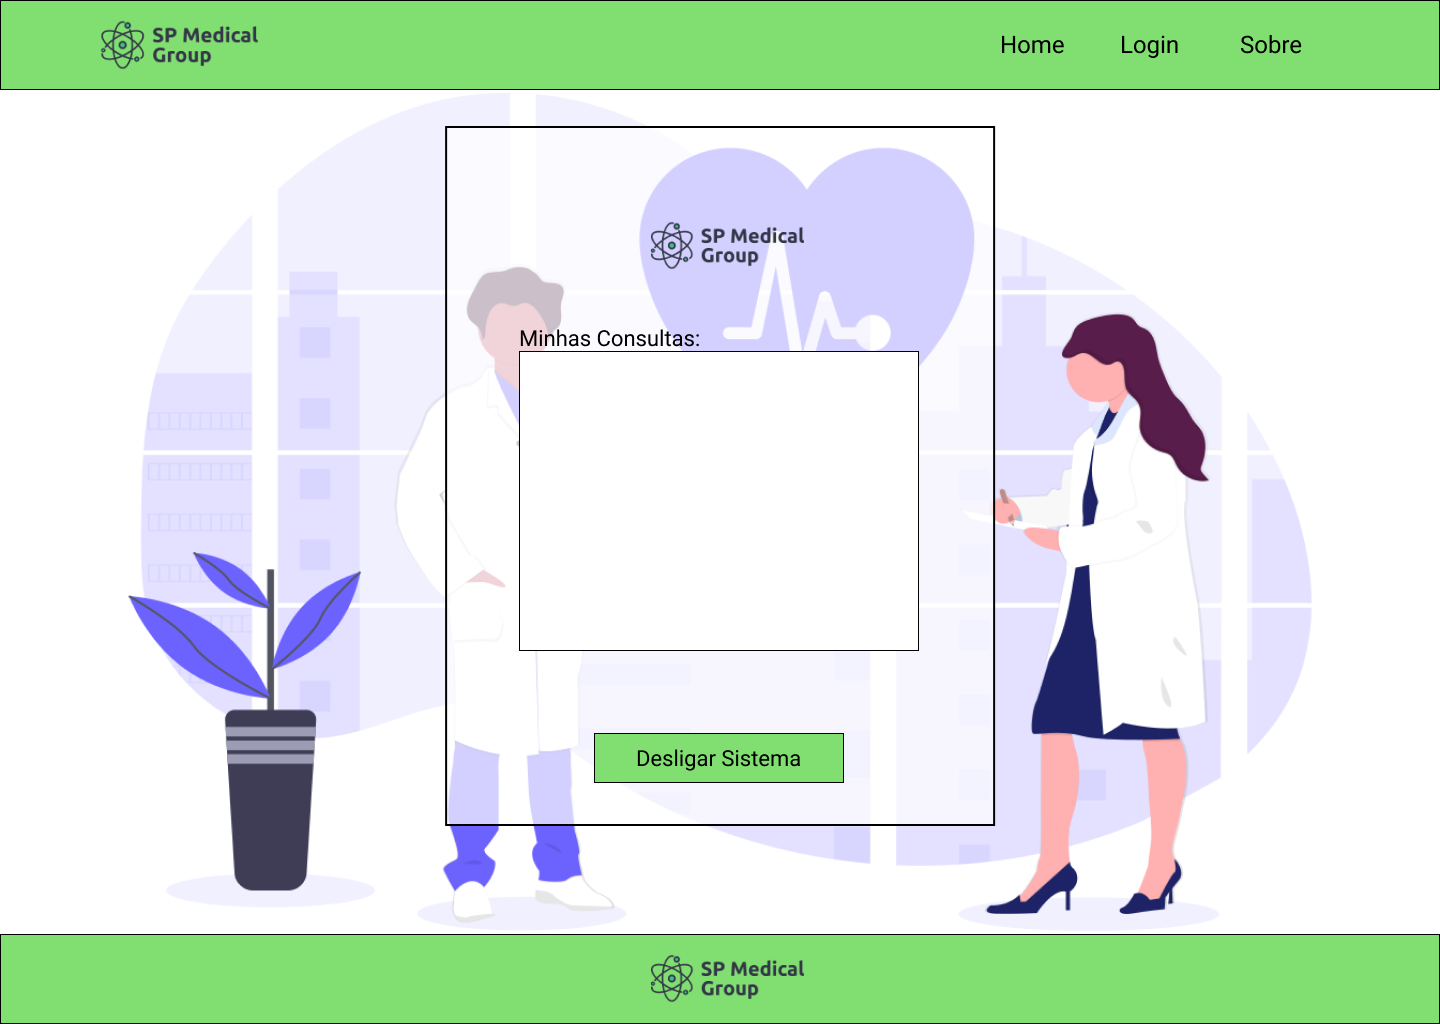 SP Medical
Group
Home
Login
Sobre
SP Medical
Group
Minhas Consultas:
Desligar Sistema
SP Medical
Group